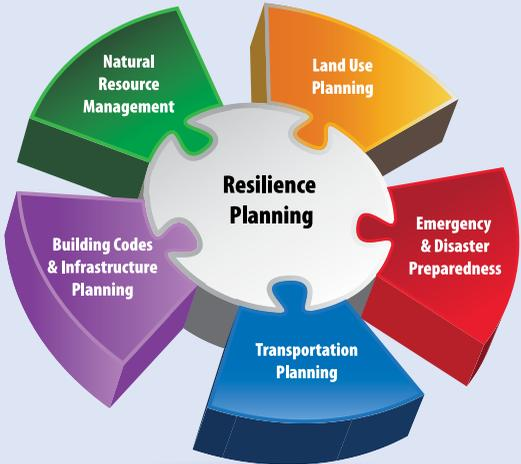 Natural
Resource
Management
Land Use
Planning
Resilience
Planning
Emergency
& Disaster
Preparedness
Building Codes
& Infrastructure
Planning
Transportation
Planning